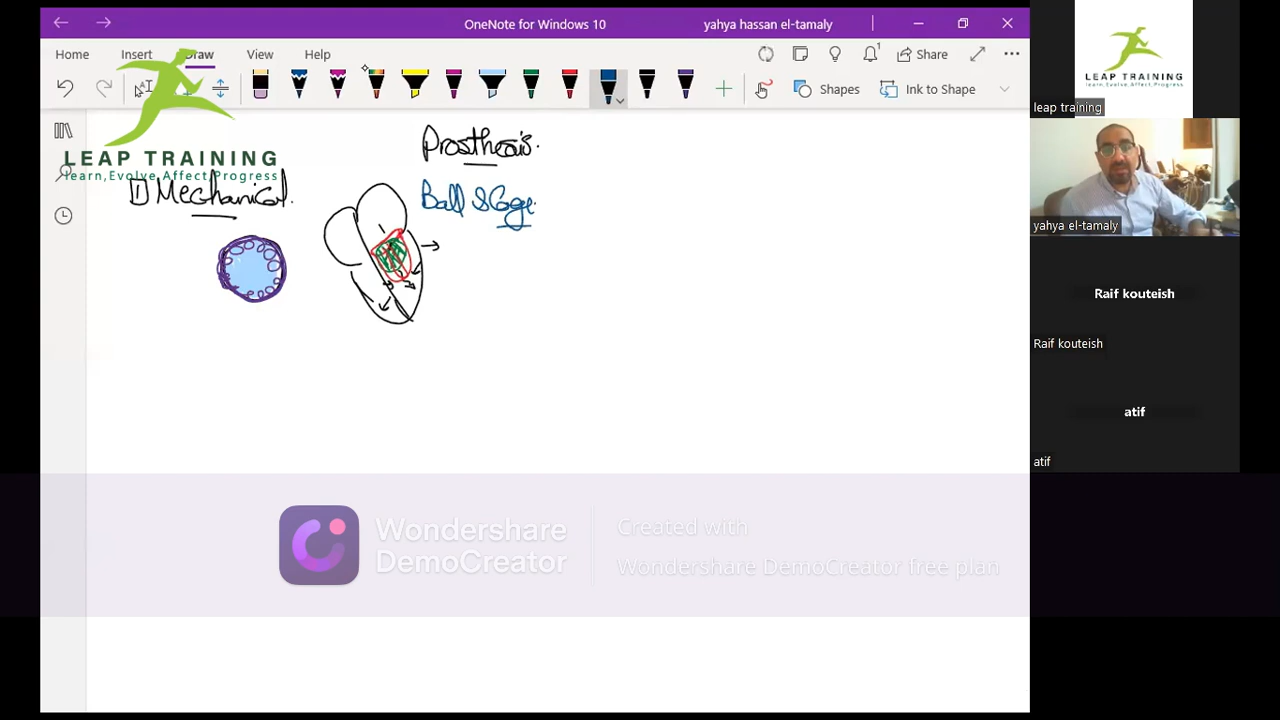 OneNote for Windows 10
yahya hassan el-tamaly
Home
Insert
Draw
View
Help
Share
Shapes
Ink to Shape
LEAP TRAINING
learn,Evolve.Affect.Progress
Prosthesis.
1) Mechanical.
Ball & Cage.
Wondershare
DemoCreator
Created with
Wondershare DemoCreator free plan
LEAP TRAINING
learn, Evolve, Affect, Progress
leap training
yahya el-tamaly
Raif kouteish
Raif kouteish
atif
atif